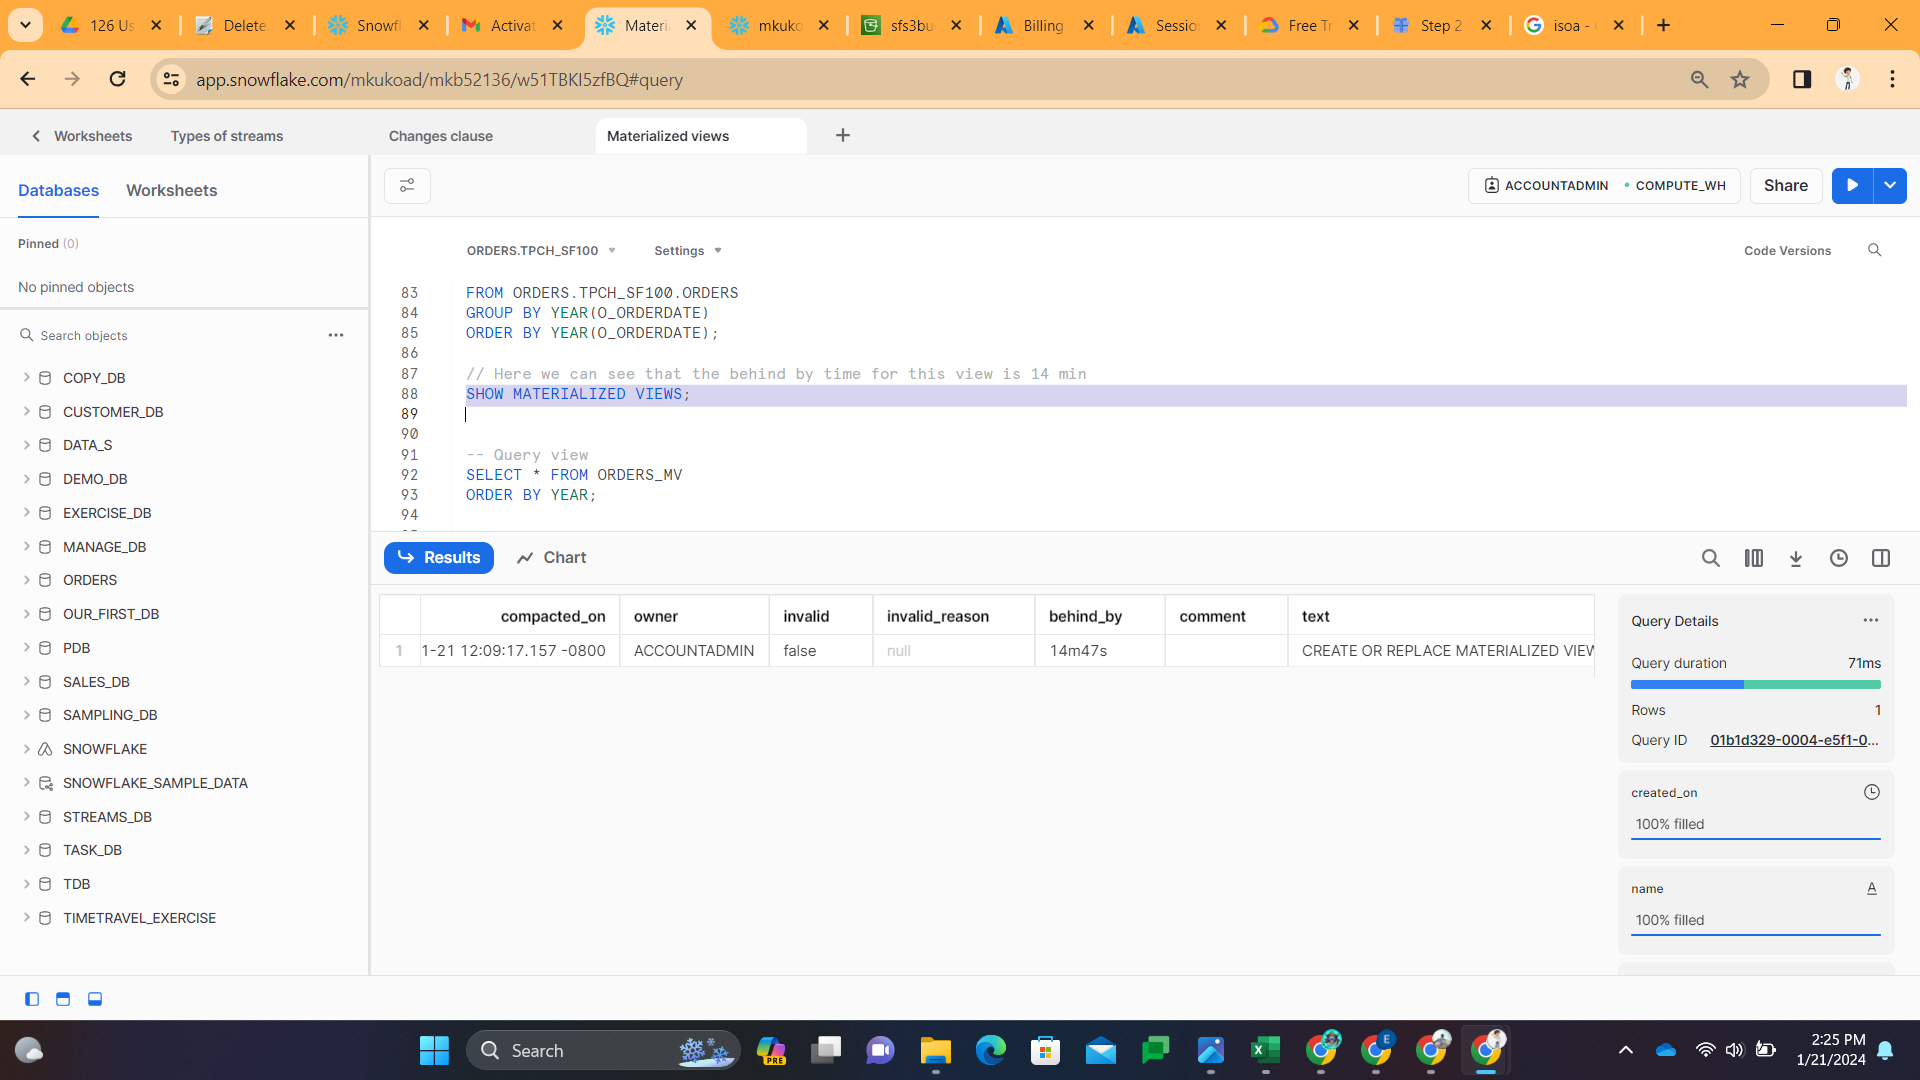 126 Us
Delete
Snowfl
Activat
Materi
mkuko
sfs3bu
Billing
Sessio
Free Tr
Step 2
isoa -
app.snowflake.com/mkukoad/mkb52136/w51TBKI5zfBQ#query
Worksheets
Types of streams
Changes clause
Materialized views
Databases
Worksheets
ACCOUNTADMIN
COMPUTE_WH
Share
Pinned (0)
No pinned objects
Search objects
COPY_DB
CUSTOMER_DB
DATA_S
DEMO_DB
EXERCISE_DB
MANAGE_DB
ORDERS
OUR_FIRST_DB
PDB
SALES_DB
SAMPLING_DB
SNOWFLAKE
SNOWFLAKE_SAMPLE_DATA
STREAMS_DB
TASK_DB
TDB
TIMETRAVEL_EXERCISE
ORDERS.TPCH_SF100
Settings
Code Versions
83 FROM ORDERS.TPCH_SF100.ORDERS
84 GROUP BY YEAR(O_ORDERDATE)
85 ORDER BY YEAR(O_ORDERDATE);
86
87 // Here we can see that the behind by time for this view is 14 min
88 SHOW MATERIALIZED VIEWS;
89
90
91 -- Query view
92 SELECT * FROM ORDERS_MV
93 ORDER BY YEAR;
94
Results
Chart
compacted_on owner invalid invalid_reason behind_by comment text
1 1-21 12:09:17.157 -0800 ACCOUNTADMIN false null 14m47s CREATE OR REPLACE MATERIALIZED VIEW
Query Details
Query duration 71ms
Rows 1
Query ID 01b1d329-0004-e5f1-0...
created_on
100% filled
name A
100% filled
Search
PRE
E
2:25 PM
1/21/2024